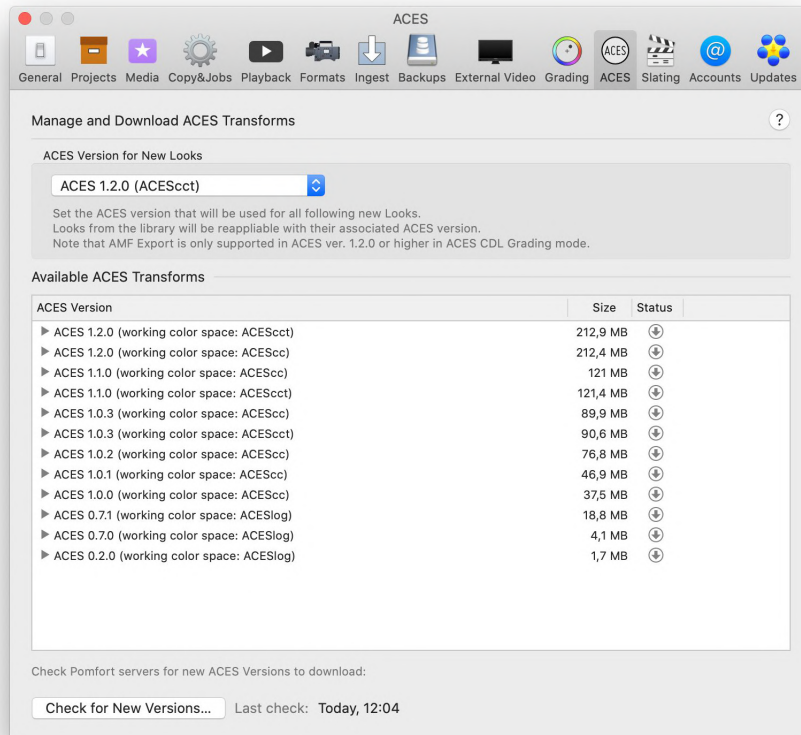 ACES
General Projects Media Copy&Jobs Playback Formats Ingest Backups External Video Grading ACES Slating Accounts Updates
Manage and Download ACES Transforms ?
ACES Version for New Looks
ACES 1.2.0 (ACEScct)
Set the ACES version that will be used for all following new Looks.
Looks from the library will be reappliable with their associated ACES version.
Note that AMF Export is only supported in ACES ver. 1.2.0 or higher in ACES CDL Grading mode.
Available ACES Transforms
ACES Version Size Status
ACES 1.2.0 (working color space: ACEScct) 212,9 MB
ACES 1.2.0 (working color space: ACEScc) 212,4 MB
ACES 1.1.0 (working color space: ACEScc) 121 MB
ACES 1.1.0 (working color space: ACEScct) 121,4 MB
ACES 1.0.3 (working color space: ACEScc) 89,9 MB
ACES 1.0.3 (working color space: ACEScct) 90,6 MB
ACES 1.0.2 (working color space: ACEScc) 76,8 MB
ACES 1.0.1 (working color space: ACEScc) 46,9 MB
ACES 1.0.0 (working color space: ACEScc) 37,5 MB
ACES 0.7.1 (working color space: ACESlog) 18,8 MB
ACES 0.7.0 (working color space: ACESlog) 4,1 MB
ACES 0.2.0 (working color space: ACESlog) 1,7 MB
Check Pomfort servers for new ACES Versions to download:
Check for New Versions... Last check: Today, 12:04